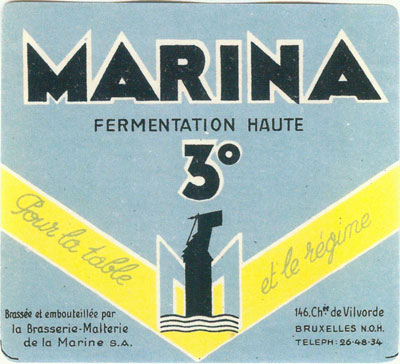 MARINA
FERMENTATION HAUTE
3°
Pour la table
et le régime
M
Brassée et embouteillée par
la Brasserie-Malterie
de la Marine S.A.
146. Chée de Vilvorde
BRUXELLES N.O.H.
TELEPH: 26-48-34